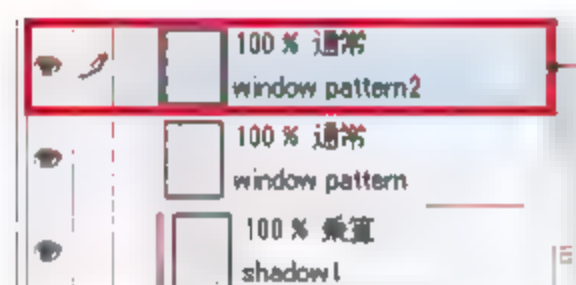 100 % 通常
window pattern2
100 % 通常
window pattern
100 % 乗算
shadow1